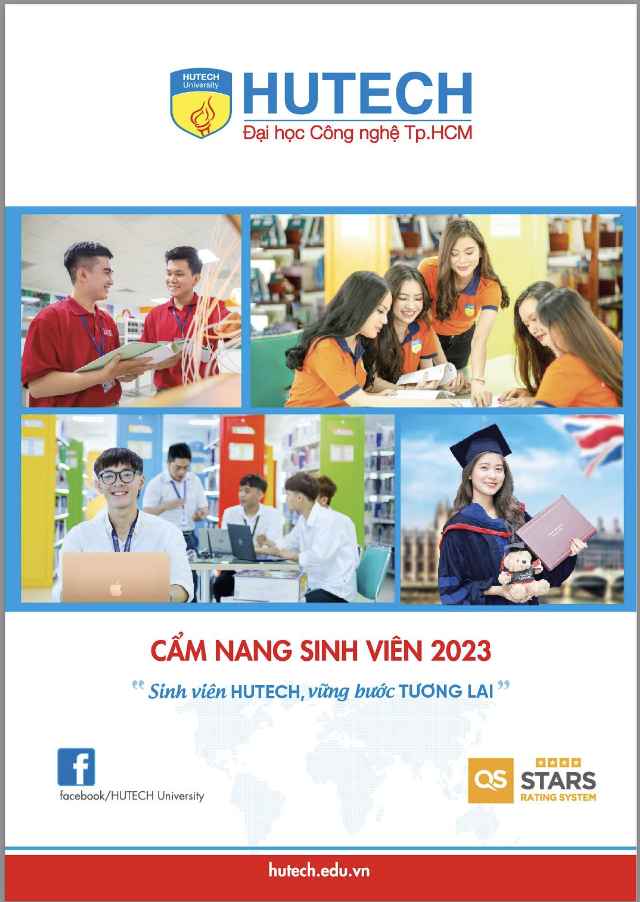 HUTECH
University
HUTECH
Đại học Công nghệ Tp.HCM
CẨM NANG SINH VIÊN 2023
“ Sinh viên HUTECH, vững bước TƯƠNG LAI ”
f
facebook/HUTECH University
QS STARS
RATING SYSTEM
hutech.edu.vn